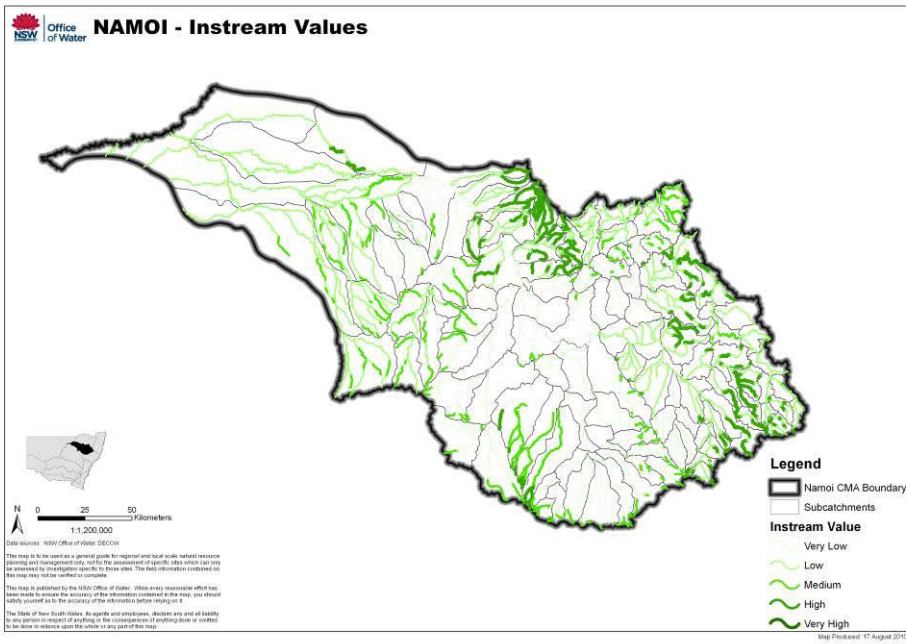 NSW
GOVERNMENT
Office
of Water
NAMOI - Instream Values
Legend
Namoi CMA Boundary
Subcatchments
Instream Value
Very Low
Low
Medium
High
Very High
N
0 25 50
Kilometers
1:1,200,000
Data sources: NSW Office of Water, DECCW
This map is to be used as a general guide for regional and local scale natural resource
planning and management only, not for the assessment of specific sites which can only
be assessed by investigation specific to those sites. The field information contained on
this map may not be verified or complete
This map is published by the NSW Office of Water. While every reasonable effort has
been made to ensure the accuracy of the information contained in the map, you should
satisfy yourself as to the accuracy of the information before relying on it.
The State of New South Wales, its agents and employees, disclaim any and all liability
to any person in respect of anything or the consequences of anything done or omitted
to be done in reliance upon the whole or any part of this map.
Map Produced: 17 August 2010